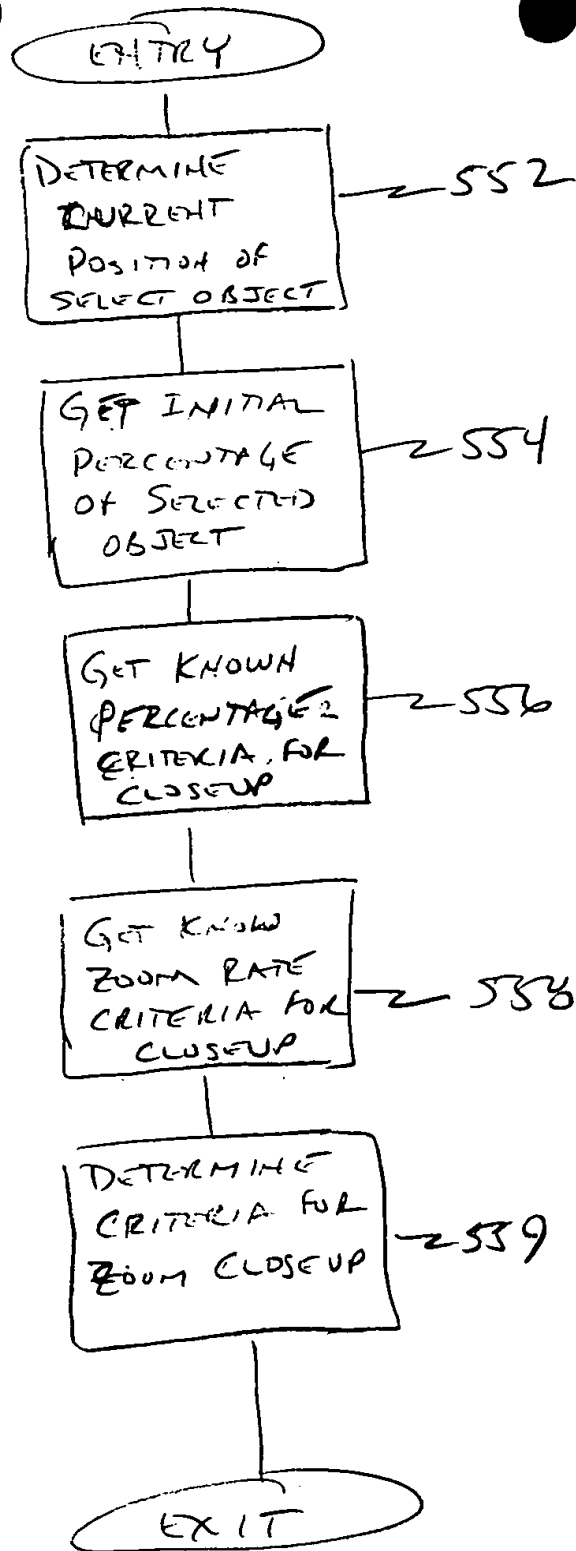 ENTRY
DETERMINE
CURRENT
POSITION OF
SELECT OBJECT
552
GET INITIAL
PERCENTAGE
OF SELECTED
OBJECT
554
GET KNOWN
PERCENTAGE
CRITERIA FOR
CLOSEUP
556
GET KNOWN
ZOOM RATE
CRITERIA FOR
CLOSEUP
558
DETERMINE
CRITERIA FOR
ZOOM CLOSEUP
559
EXIT